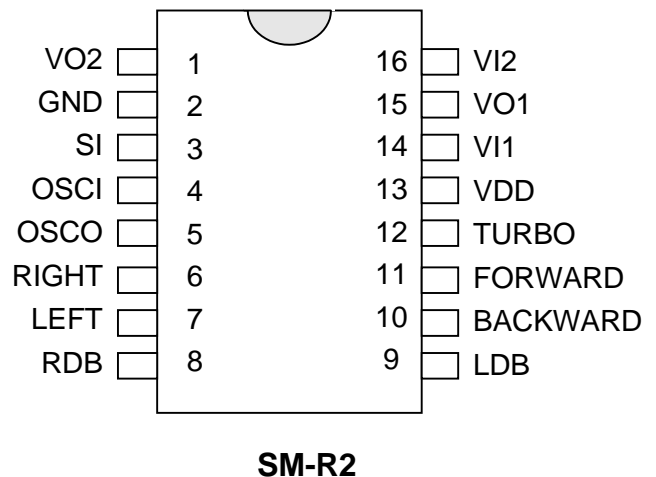 VO2 1 16 VI2
GND 2 15 VO1
SI 3 14 VI1
OSCI 4 13 VDD
OSCO 5 12 TURBO
RIGHT 6 11 FORWARD
LEFT 7 10 BACKWARD
RDB 8 9 LDB
SM-R2